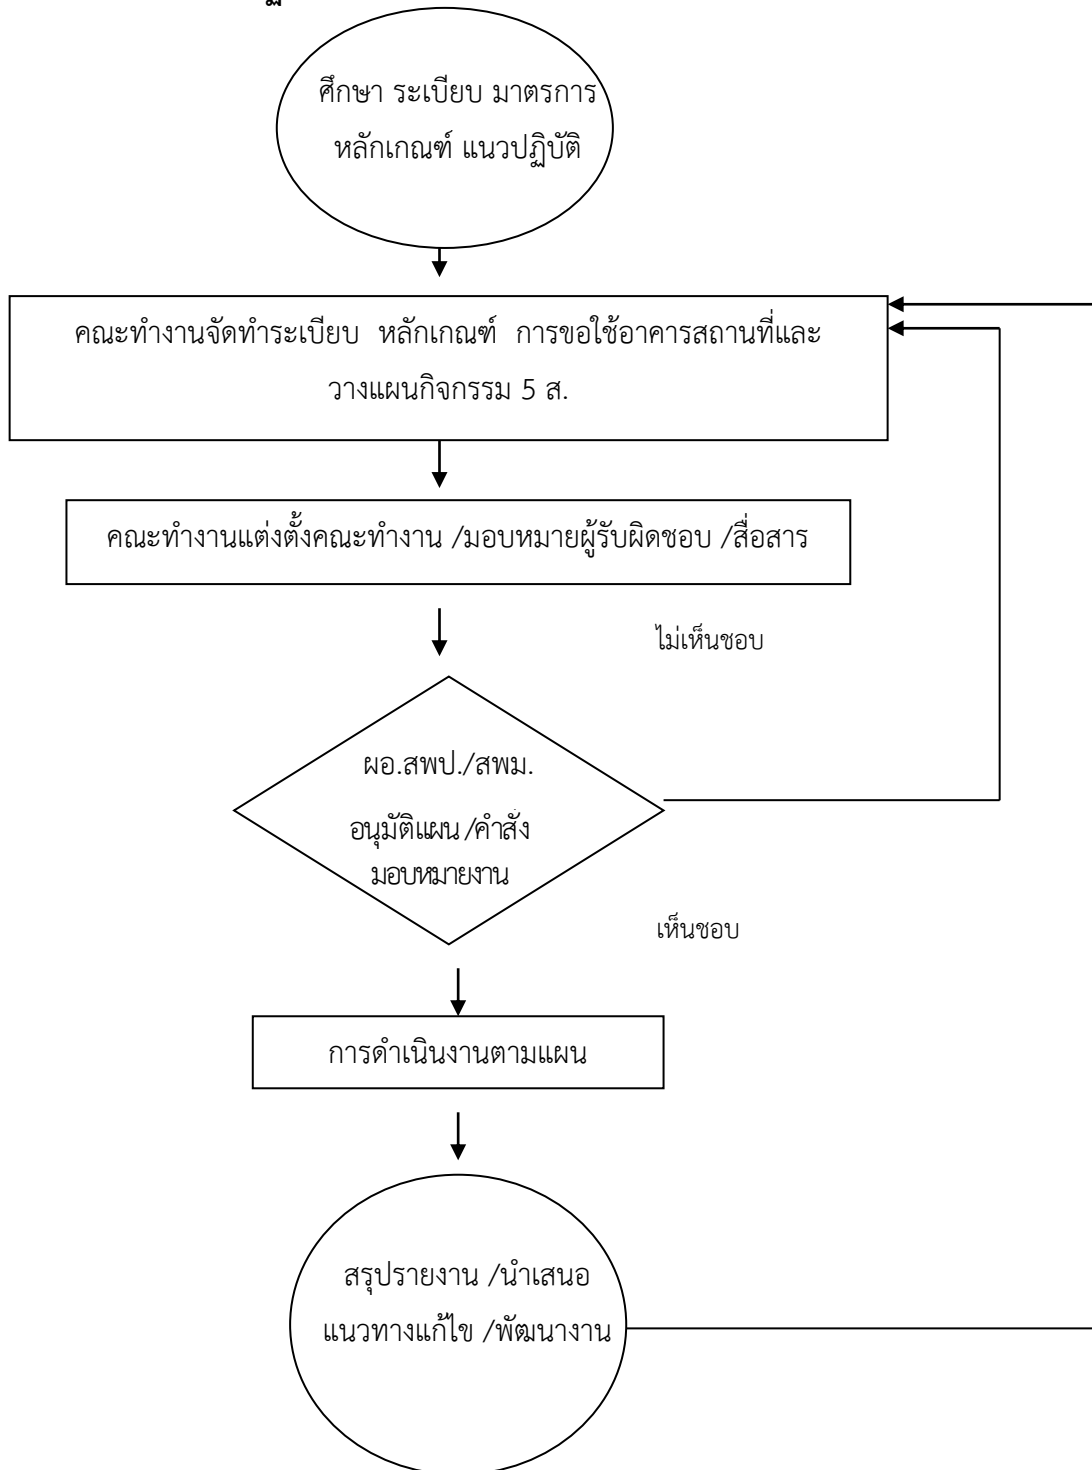 ศึกษา ระเบียบ มาตรการ
หลักเกณฑ์ แนวปฏิบัติ
คณะทำงานจัดทำระเบียบ หลักเกณฑ์ การขอใช้อาคารสถานที่และ
วางแผนกิจกรรม 5 ส.
คณะทำงานแต่งตั้งคณะทำงาน /มอบหมายผู้รับผิดชอบ /สื่อสาร
ไม่เห็นชอบ
ผอ.สพป./สพม.
อนุมัติแผน /คำสั่ง
มอบหมายงาน
เห็นชอบ
การดำเนินงานตามแผน
สรุปรายงาน /นำเสนอ
แนวทางแก้ไข /พัฒนางาน